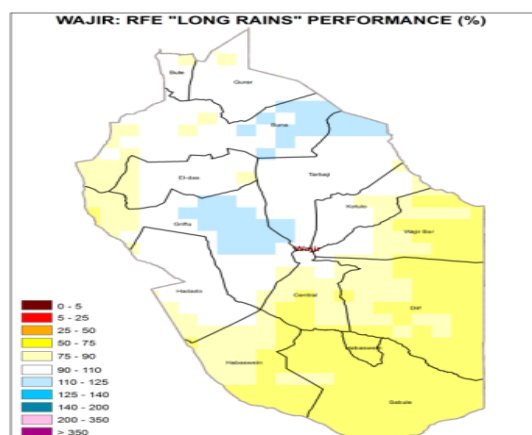 WAJIR: RFE "LONG RAINS" PERFORMANCE (%)
Bute
Gurar
Buna
Tarbaj
El-das
Kotulo
Griftu
Wajir Bor
Wajir
Hadado
Central
Diif
Habaswein
Sabule
0 - 5
5 - 25
25 - 50
50 - 75
75 - 90
90 - 110
110 - 125
125 - 140
140 - 200
200 - 350
> 350